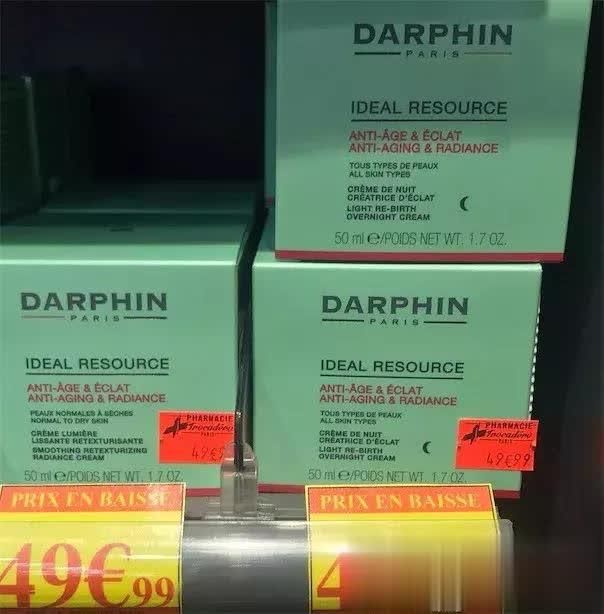 DARPHIN
PARIS
IDEAL RESOURCE
ANTI-ÂGE & ÉCLAT
ANTI-AGING & RADIANCE
TOUS TYPES DE PEAUX
ALL SKIN TYPES
CRÈME DE NUIT
CRÉATRICE D'ÉCLAT
LIGHT RE-BIRTH
OVERNIGHT CREAM
50 ml e/POIDS NET WT. 1.7 OZ.
DARPHIN
PARIS
IDEAL RESOURCE
ANTI-ÂGE & ÉCLAT
ANTI-AGING & RADIANCE
PEAUX NORMALES À SÈCHES
NORMAL TO DRY SKIN
CRÈME LUMIÈRE
LISSANTE RETEXTURISANTE
SMOOTHING RETEXTURIZING
RADIANCE CREAM
50 ml e/POIDS NET WT. 1.7 OZ.
PHARMACIE
Trocadéro
PARIS
DARPHIN
PARIS
IDEAL RESOURCE
ANTI-ÂGE & ÉCLAT
ANTI-AGING & RADIANCE
TOUS TYPES DE PEAUX
ALL SKIN TYPES
CRÈME DE NUIT
CRÉATRICE D'ÉCLAT
LIGHT RE-BIRTH
OVERNIGHT CREAM
50 ml e/POIDS NET WT. 1.7 OZ.
PHARMACIE
Trocadéro
PARIS
49€99
PRIX EN BAISSE
49€99
PRIX EN BAISSE
4